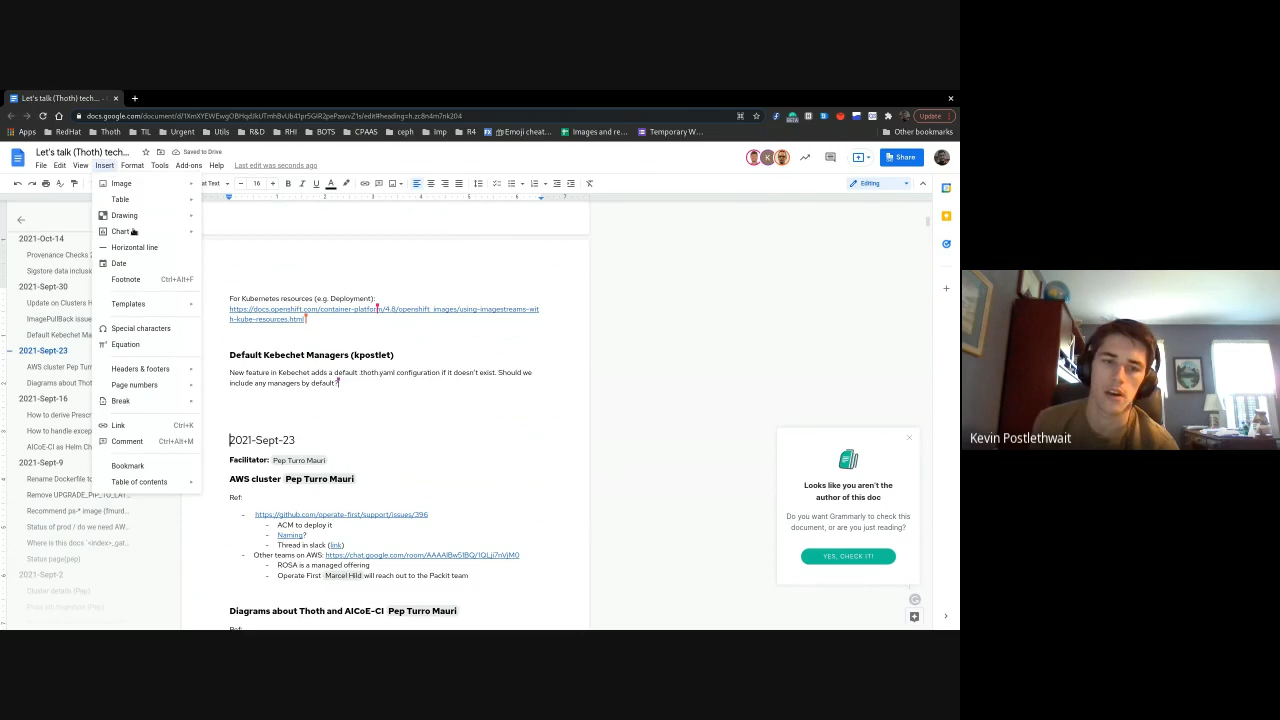 Let's talk (Thoth) tech...
docs.google.com/document/d/1XmXYEWEwgOBHqdJkUTmhBvUb41pr5GIR2pePasvvZ1s/edit#heading=h.zc8n4m7nk204
Update
Apps RedHat Thoth TIL Urgent Utils R&D RHI BOTS CPAAS ceph Imp R4 Emoji cheat... Images and re... Temporary W... Other bookmarks
Let's talk (Thoth) tech... Saved to Drive
File Edit View Insert Format Tools Add-ons Help Last edit was seconds ago
Share
16 Editing
Image
Table
Drawing
Chart
Horizontal line
Date
Footnote Ctrl+Alt+F
Templates
Special characters
Equation
Headers & footers
Page numbers
Break
Link Ctrl+K
Comment Ctrl+Alt+M
Bookmark
Table of contents
2021-Oct-14
Provenance Checks 2
Sigstore data inclusi
2021-Sept-30
Update on Clusters H
ImagePullBack issue
Default Kebechet Ma
2021-Sept-23
AWS cluster Pep Turr
Diagrams about Thot
2021-Sept-16
How to derive Prescr
How to handle excep
AICoE-CI as Helm Ch
2021-Sept-9
Rename Dockerfile to
Remove UPGRADE_PIP_TO_LAT...
Recommend ps-* image (fmurd...
Status of prod / do we need AW...
Where is this docs `<index>_gat...
Status page(pep)
2021-Sept-2
Cluster details (Pep)
For Kubernetes resources (e.g. Deployment):
https://docs.openshift.com/container-platform/4.8/openshift_images/using-imagestreams-wit
h-kube-resources.html
Default Kebechet Managers (kpostlet)
New feature in Kebechet adds a default .thoth.yaml configuration if it doesn't exist. Should we
include any managers by default?
2021-Sept-23
Facilitator: Pep Turro Mauri
AWS cluster Pep Turro Mauri
Ref:
- https://github.com/operate-first/support/issues/396
- ACM to deploy it
- Naming?
- Thread in slack (link)
- Other teams on AWS: https://chat.google.com/room/AAAAIBw51BQ/1QLji7nVjM0
- ROSA is a managed offering
- Operate First Marcel Hild will reach out to the Packit team
Diagrams about Thoth and AICoE-CI Pep Turro Mauri
Ref:
Looks like you aren't the
author of this doc
Do you want Grammarly to check this
document, or are you just reading?
YES, CHECK IT!
Kevin Postlethwait